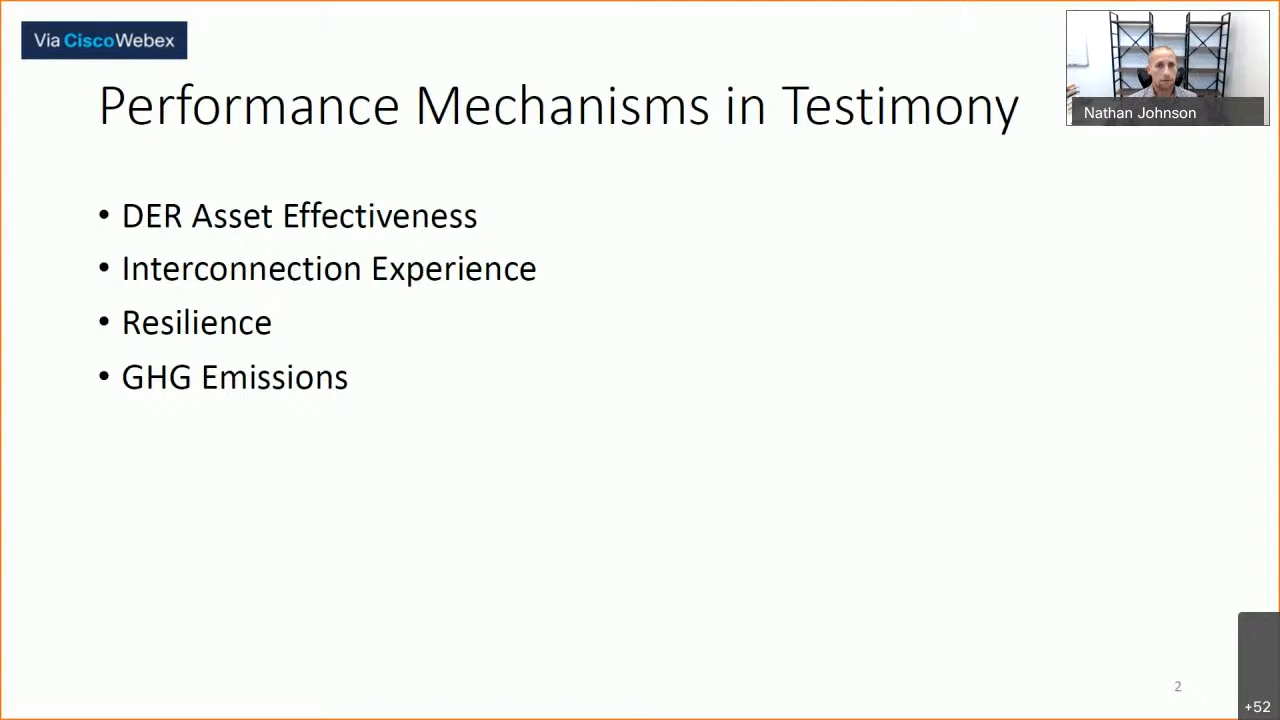 Via CiscoWebex
Performance Mechanisms in Testimony
Nathan Johnson
• DER Asset Effectiveness
• Interconnection Experience
• Resilience
• GHG Emissions
2
+52